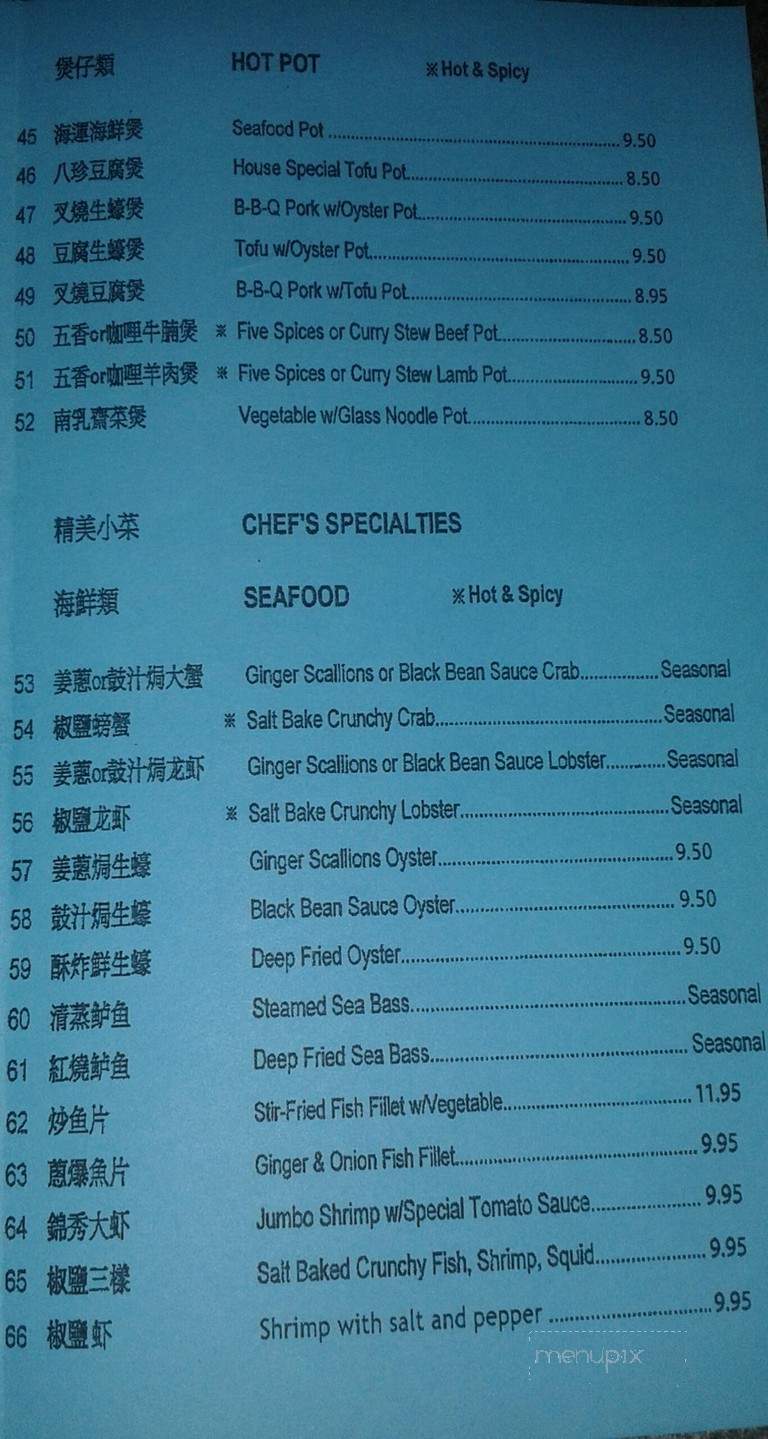 煲仔類 HOT POT ※Hot & Spicy
45 海運海鮮煲 Seafood Pot 9.50
46 八珍豆腐煲 House Special Tofu Pot 8.50
47 叉燒生蠔煲 B-B-Q Pork w/Oyster Pot 9.50
48 豆腐生蠔煲 Tofu w/Oyster Pot 9.50
49 叉燒豆腐煲 B-B-Q Pork w/Tofu Pot 8.95
50 五香or咖哩牛腩煲 ※ Five Spices or Curry Stew Beef Pot 8.50
51 五香or咖哩羊肉煲 ※ Five Spices or Curry Stew Lamb Pot 9.50
52 南乳齋菜煲 Vegetable w/Glass Noodle Pot 8.50
精美小菜 CHEF'S SPECIALTIES
海鮮類 SEAFOOD ※Hot & Spicy
53 姜蔥or鼓汁焗大蟹 Ginger Scallions or Black Bean Sauce Crab Seasonal
54 椒鹽螃蟹 ※ Salt Bake Crunchy Crab Seasonal
55 姜蔥or鼓汁焗龙虾 Ginger Scallions or Black Bean Sauce Lobster Seasonal
56 椒鹽龙虾 ※ Salt Bake Crunchy Lobster Seasonal
57 姜蔥焗生蠔 Ginger Scallions Oyster 9.50
58 鼓汁焗生蠔 Black Bean Sauce Oyster 9.50
59 酥炸鮮生蠔 Deep Fried Oyster 9.50
60 清蒸鲈鱼 Steamed Sea Bass Seasonal
61 紅燒鲈鱼 Deep Fried Sea Bass Seasonal
62 炒鱼片 Stir-Fried Fish Fillet w/Vegetable 11.95
63 蔥爆魚片 Ginger & Onion Fish Fillet 9.95
64 錦秀大虾 Jumbo Shrimp w/Special Tomato Sauce 9.95
65 椒鹽三樣 Salt Baked Crunchy Fish, Shrimp, Squid 9.95
66 椒鹽虾 Shrimp with salt and pepper 9.95
menupix